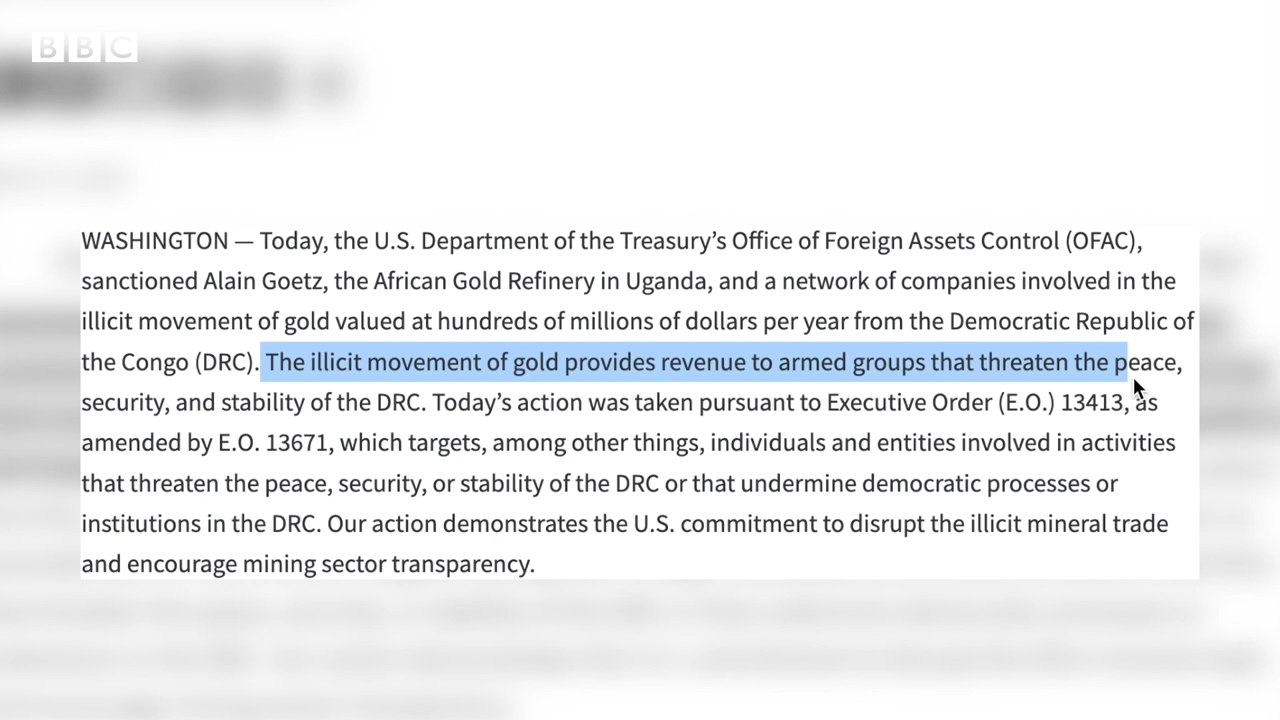 BBC
WASHINGTON — Today, the U.S. Department of the Treasury’s Office of Foreign Assets Control (OFAC),
sanctioned Alain Goetz, the African Gold Refinery in Uganda, and a network of companies involved in the
illicit movement of gold valued at hundreds of millions of dollars per year from the Democratic Republic of
the Congo (DRC). The illicit movement of gold provides revenue to armed groups that threaten the peace,
security, and stability of the DRC. Today’s action was taken pursuant to Executive Order (E.O.) 13413, as
amended by E.O. 13671, which targets, among other things, individuals and entities involved in activities
that threaten the peace, security, or stability of the DRC or that undermine democratic processes or
institutions in the DRC. Our action demonstrates the U.S. commitment to disrupt the illicit mineral trade
and encourage mining sector transparency.